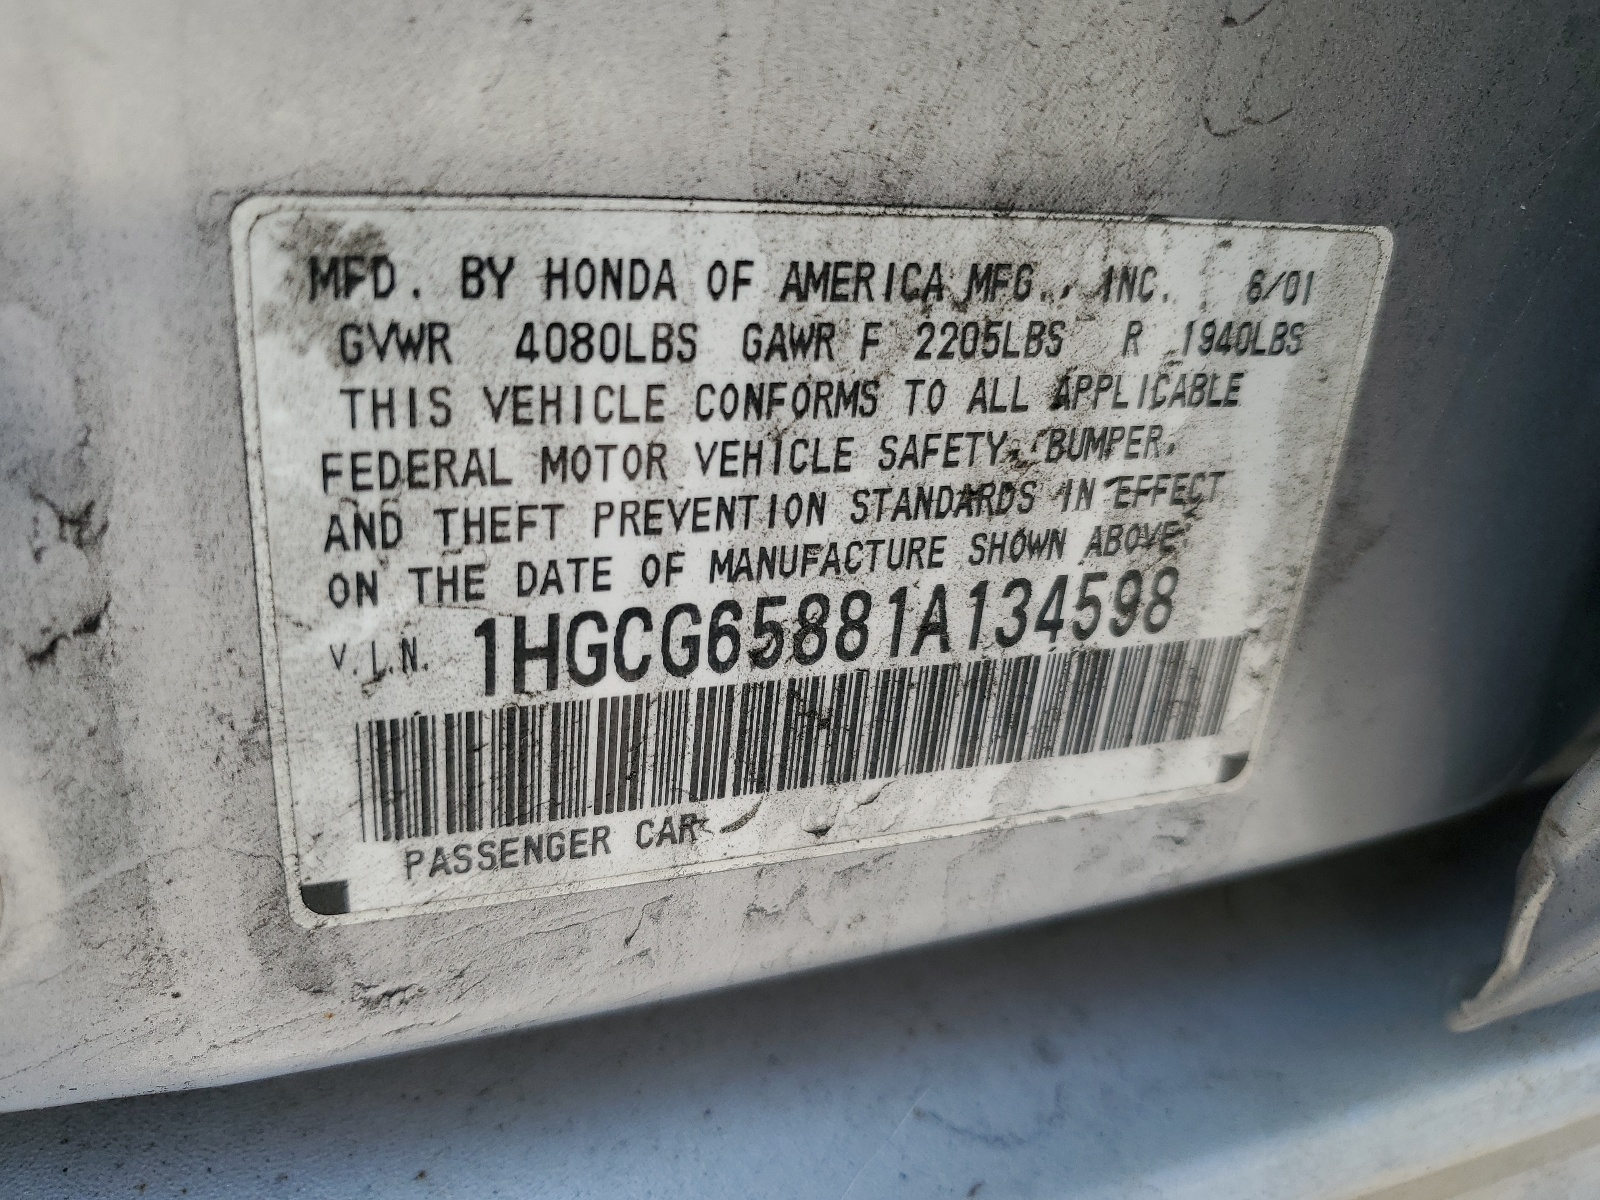 MFD. BY HONDA OF AMERICA MFG., INC. 6/01
GVWR 4080LBS GAWR F 2205LBS R 1940LBS
THIS VEHICLE CONFORMS TO ALL APPLICABLE
FEDERAL MOTOR VEHICLE SAFETY, BUMPER,
AND THEFT PREVENTION STANDARDS IN EFFECT
ON THE DATE OF MANUFACTURE SHOWN ABOVE
V.I.N. 1HGCG65881A134598
PASSENGER CAR